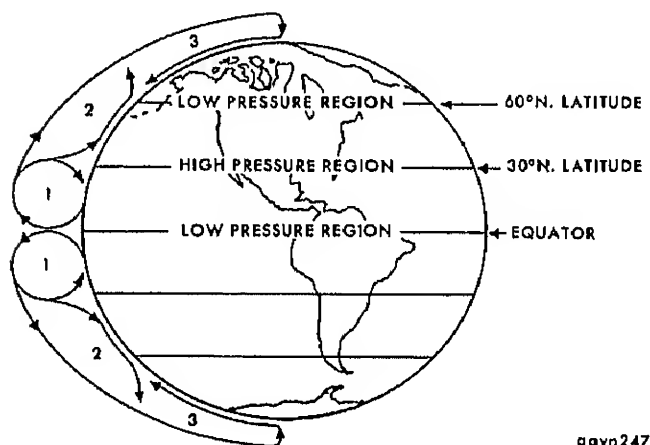 3
LOW PRESSURE REGION 60°N. LATITUDE
2
HIGH PRESSURE REGION 30°N. LATITUDE
1
LOW PRESSURE REGION EQUATOR
1
2
3
agvn247